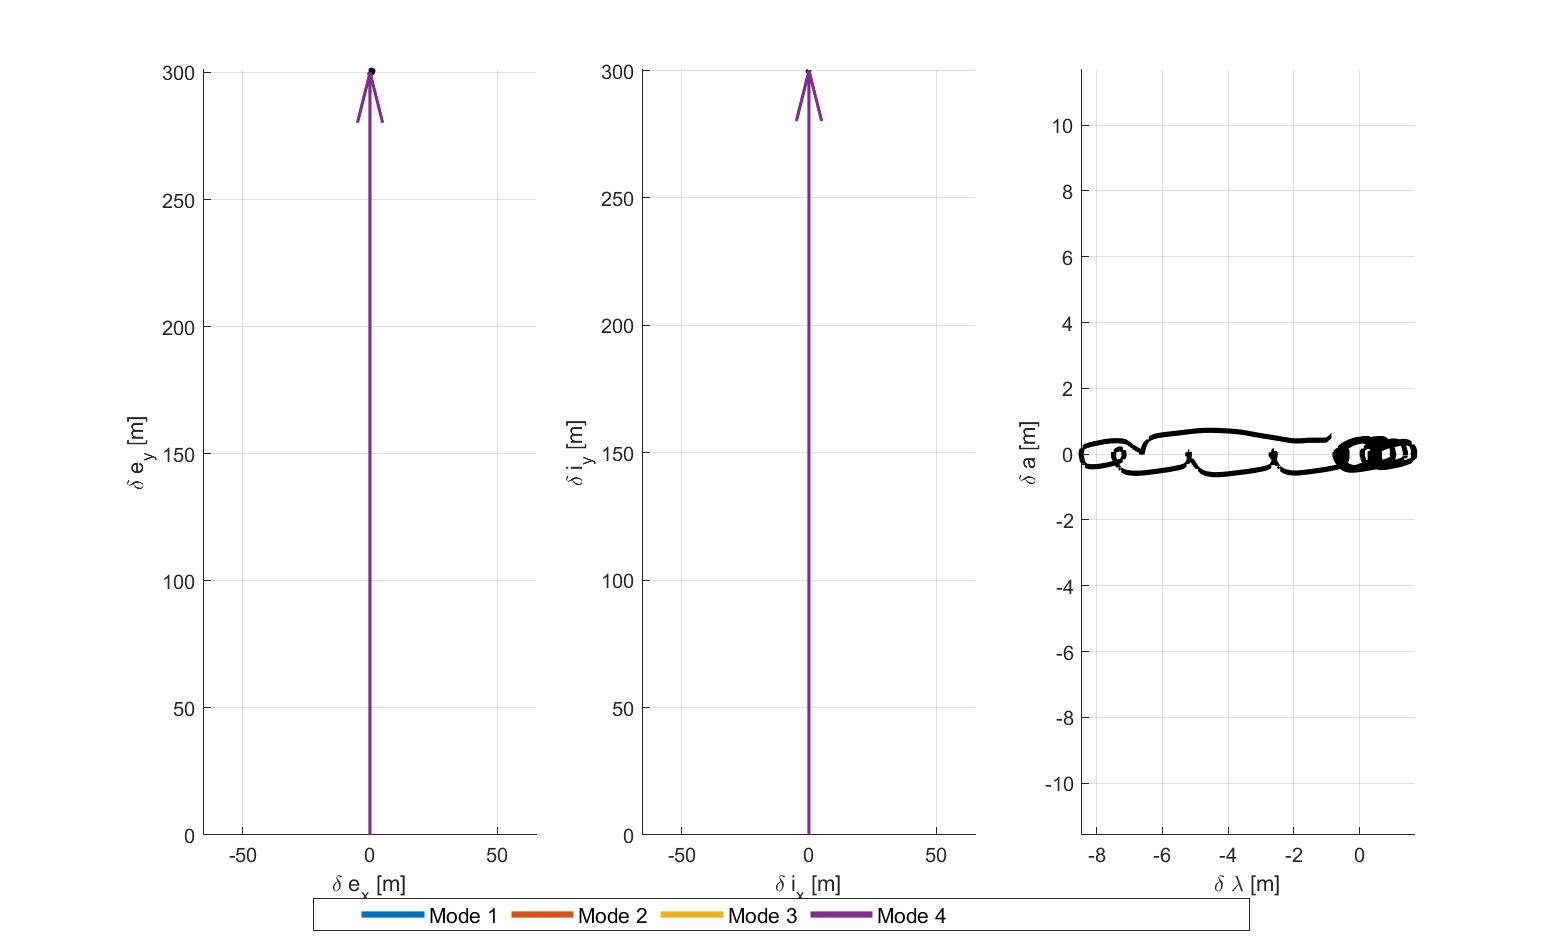 300
250
200
150
100
50
0
-50 0 50
δ e_y [m]
δ e_x [m]
300
250
200
150
100
50
0
-50 0 50
δ i_y [m]
δ i_x [m]
10
8
6
4
2
0
-2
-4
-6
-8
-10
-8 -6 -4 -2 0
δ a [m]
δ λ [m]
Mode 1 Mode 2 Mode 3 Mode 4